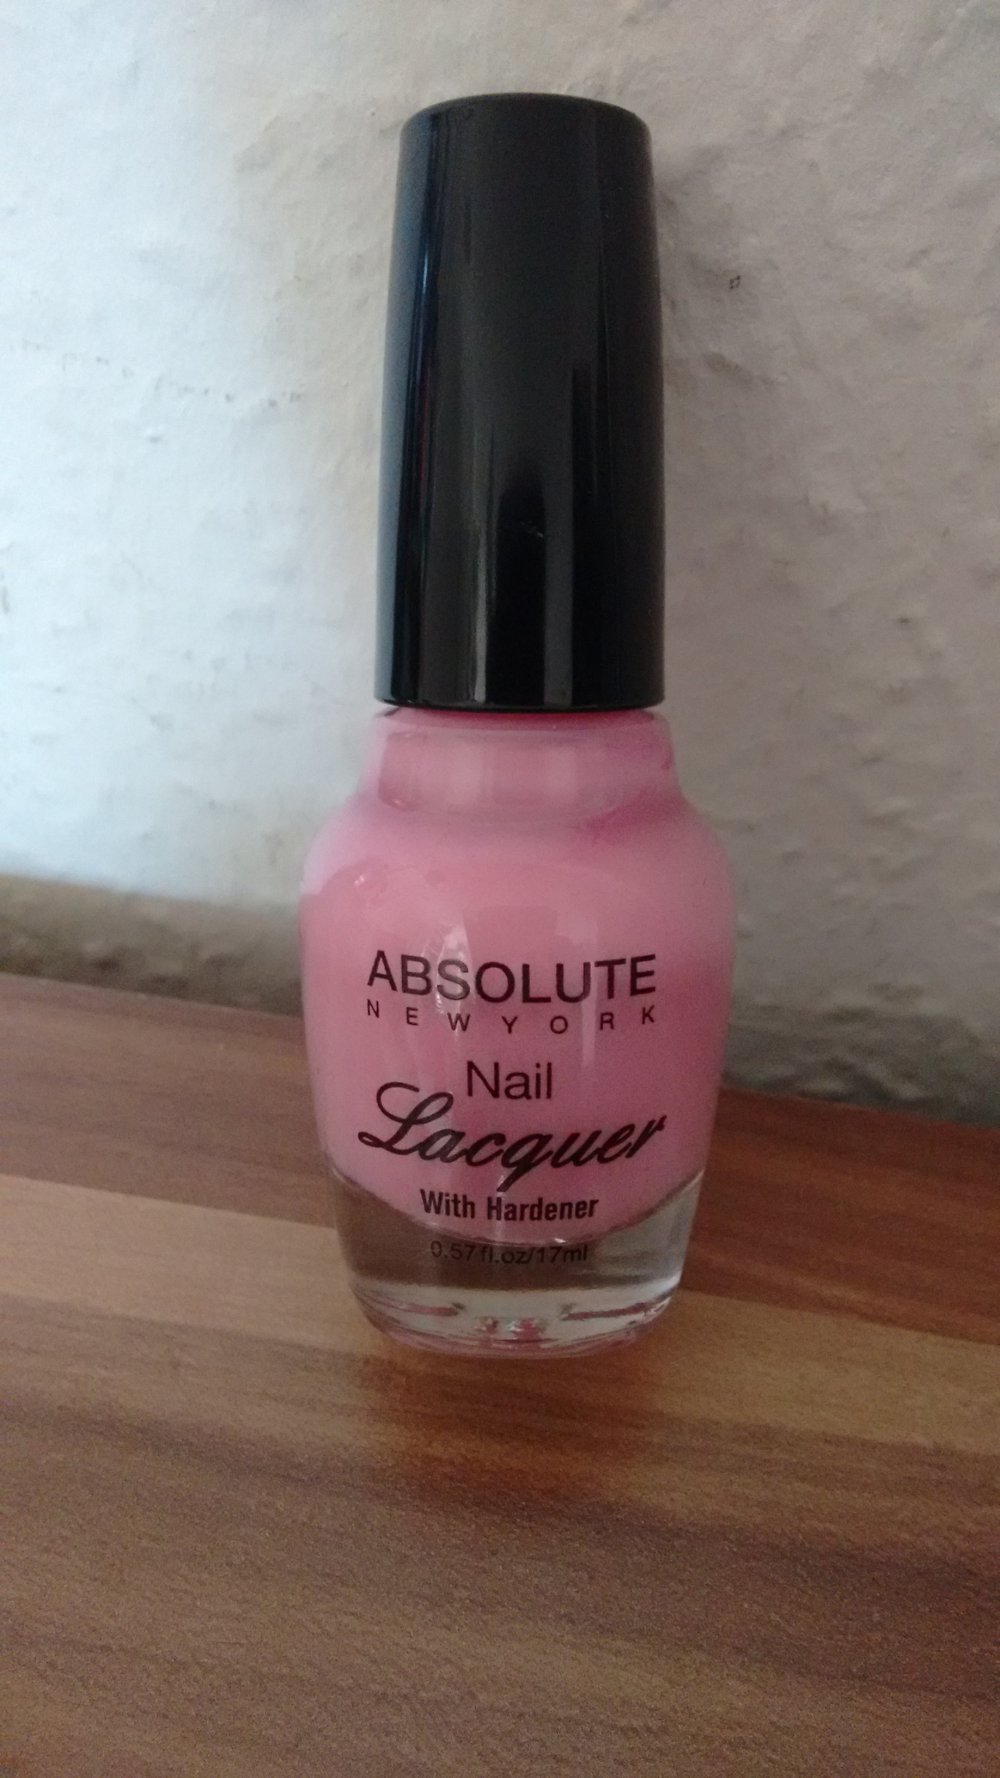 ABSOLUTE
NEW YORK
Nail
Lacquer
With Hardener
0.57 fl.oz/17ml